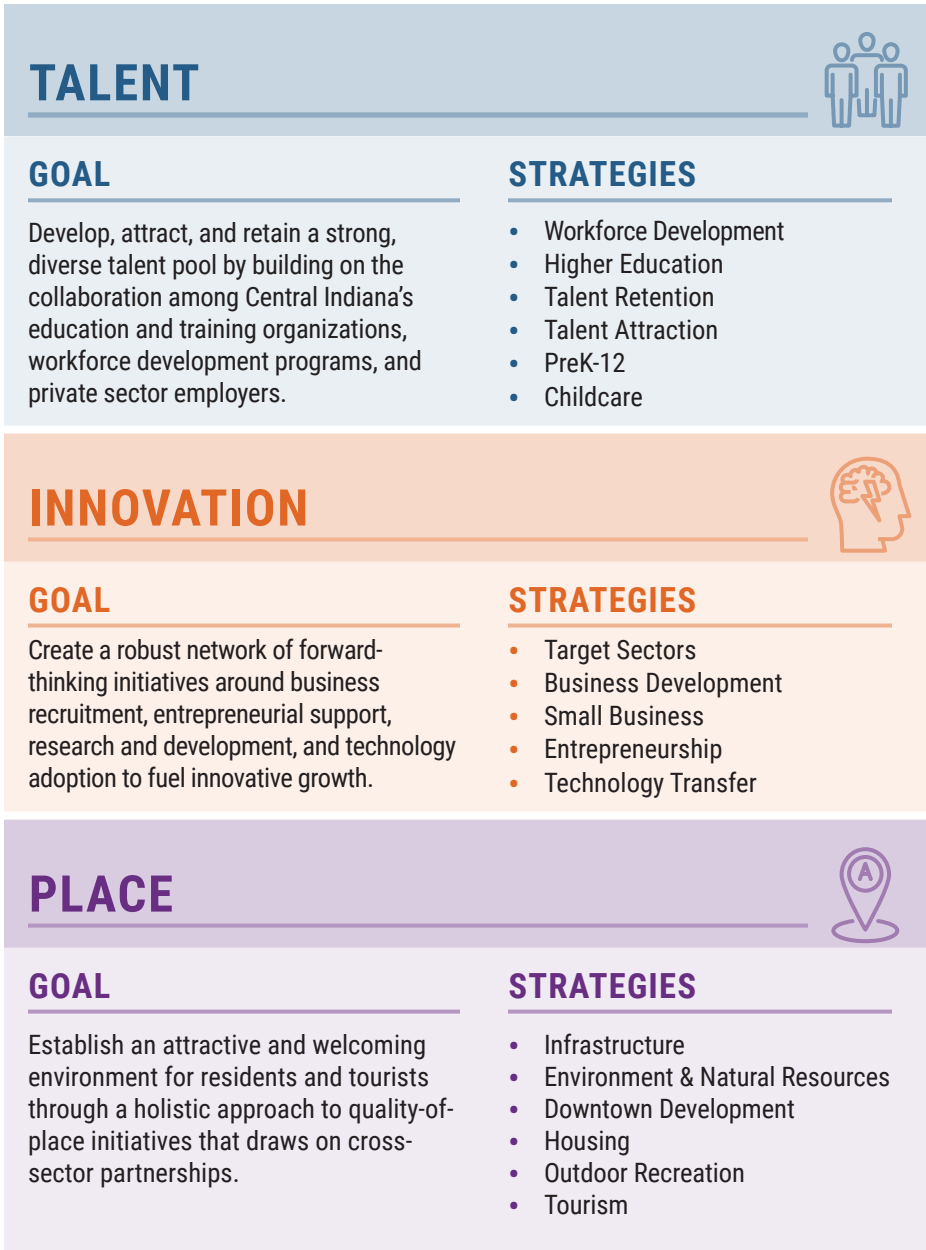 TALENT
GOAL
Develop, attract, and retain a strong,
diverse talent pool by building on the
collaboration among Central Indiana's
education and training organizations,
workforce development programs, and
private sector employers.
STRATEGIES
• Workforce Development
• Higher Education
• Talent Retention
• Talent Attraction
• PreK-12
• Childcare
INNOVATION
GOAL
Create a robust network of forward-
thinking initiatives around business
recruitment, entrepreneurial support,
research and development, and technology
adoption to fuel innovative growth.
STRATEGIES
• Target Sectors
• Business Development
• Small Business
• Entrepreneurship
• Technology Transfer
PLACE
A
GOAL
Establish an attractive and welcoming
environment for residents and tourists
through a holistic approach to quality-of-
place initiatives that draws on cross-
sector partnerships.
STRATEGIES
• Infrastructure
• Environment & Natural Resources
• Downtown Development
• Housing
• Outdoor Recreation
• Tourism